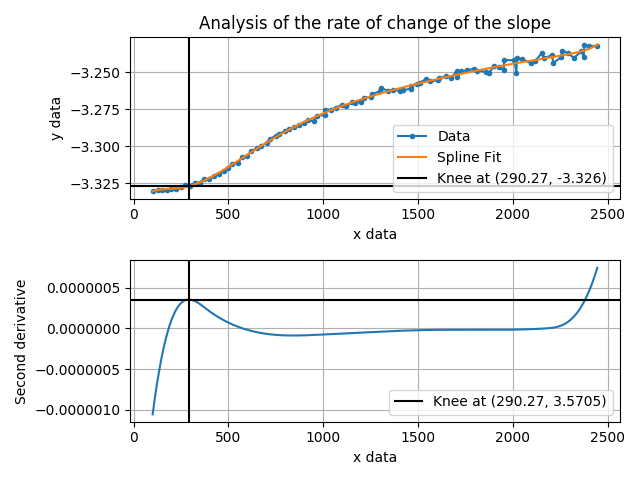 Analysis of the rate of change of the slope
y data
−3.250
−3.275
−3.300
−3.325
Data
Spline Fit
Knee at (290.27, -3.326)
0 500 1000 1500 2000 2500
x data
Second derivative
0.0000005
0.0000000
−0.0000005
−0.0000010
Knee at (290.27, 3.5705)
0 500 1000 1500 2000 2500
x data